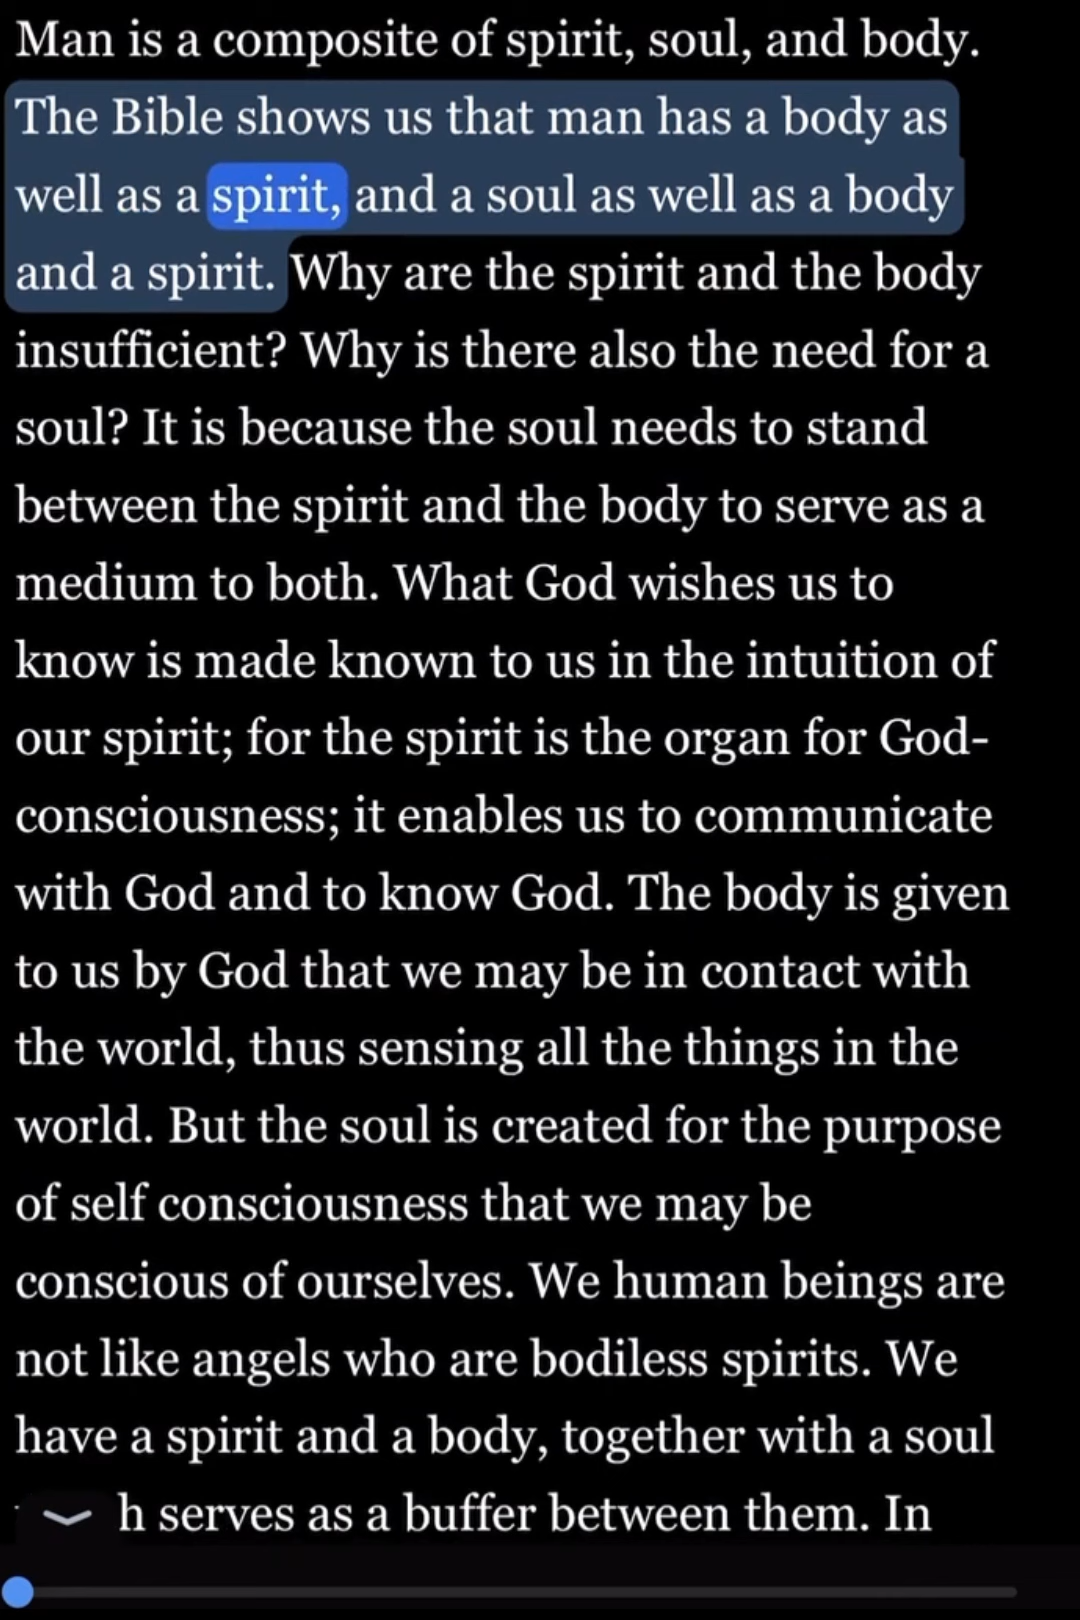 Man is a composite of spirit, soul, and body.
The Bible shows us that man has a body as
well as a spirit, and a soul as well as a body
and a spirit. Why are the spirit and the body
insufficient? Why is there also the need for a
soul? It is because the soul needs to stand
between the spirit and the body to serve as a
medium to both. What God wishes us to
know is made known to us in the intuition of
our spirit; for the spirit is the organ for God-
consciousness; it enables us to communicate
with God and to know God. The body is given
to us by God that we may be in contact with
the world, thus sensing all the things in the
world. But the soul is created for the purpose
of self consciousness that we may be
conscious of ourselves. We human beings are
not like angels who are bodiless spirits. We
have a spirit and a body, together with a soul
h serves as a buffer between them. In